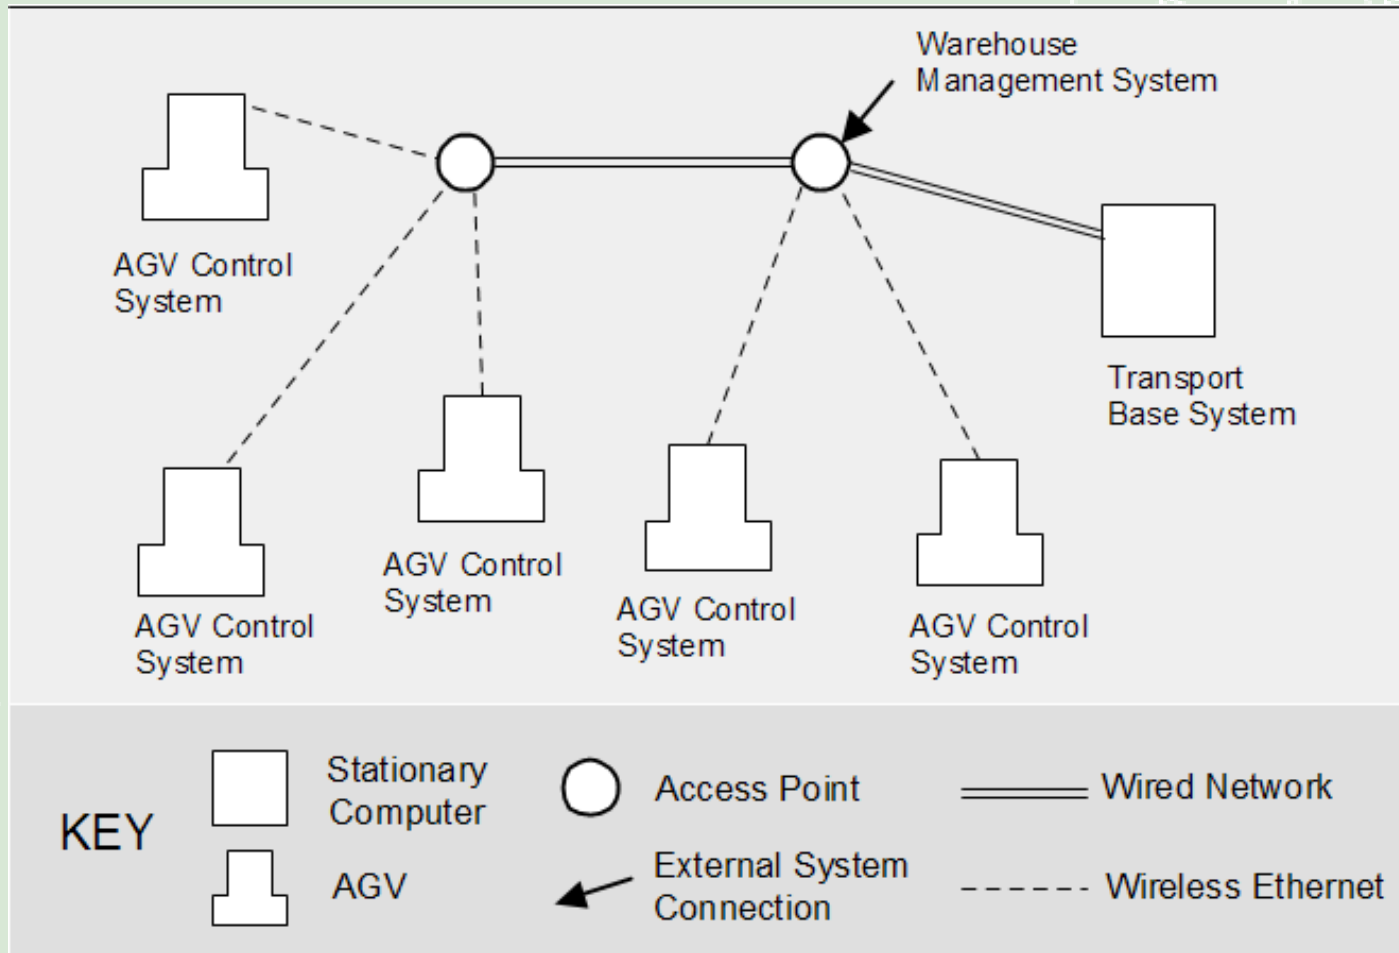 Warehouse
Management System
AGV Control
System
Transport
Base System
AGV Control
System
AGV Control
System
AGV Control
System
AGV Control
System
KEY
Stationary
Computer
Access Point
Wired Network
AGV
External System
Connection
Wireless Ethernet